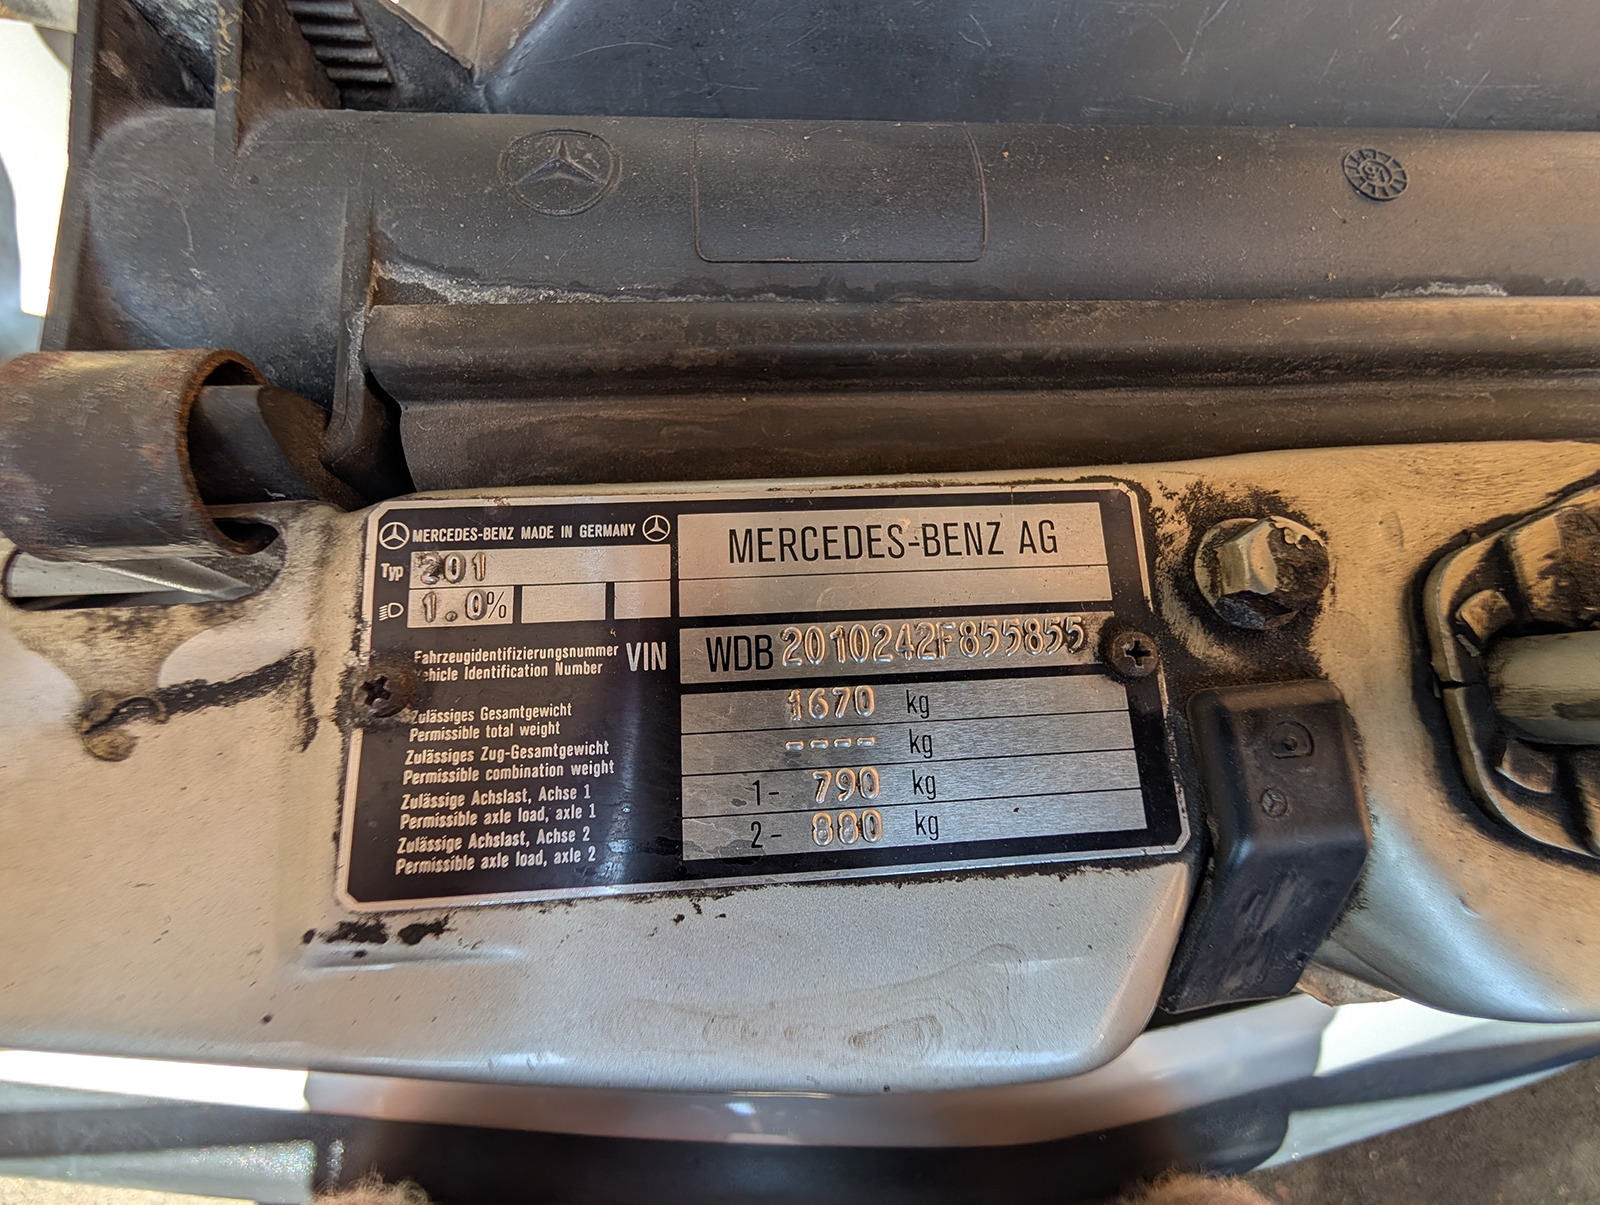 MERCEDES-BENZ MADE IN GERMANY
MERCEDES-BENZ AG
Typ 201
1.0%
Fahrzeugidentifizierungsnummer
Vehicle Identification Number
VIN
WDB 2010242F855855
Zulässiges Gesamtgewicht
Permissible total weight
1670 kg
Zulässiges Zug-Gesamtgewicht
Permissible combination weight
---- kg
Zulässige Achslast, Achse 1
Permissible axle load, axle 1
1- 790 kg
Zulässige Achslast, Achse 2
Permissible axle load, axle 2
2- 880 kg